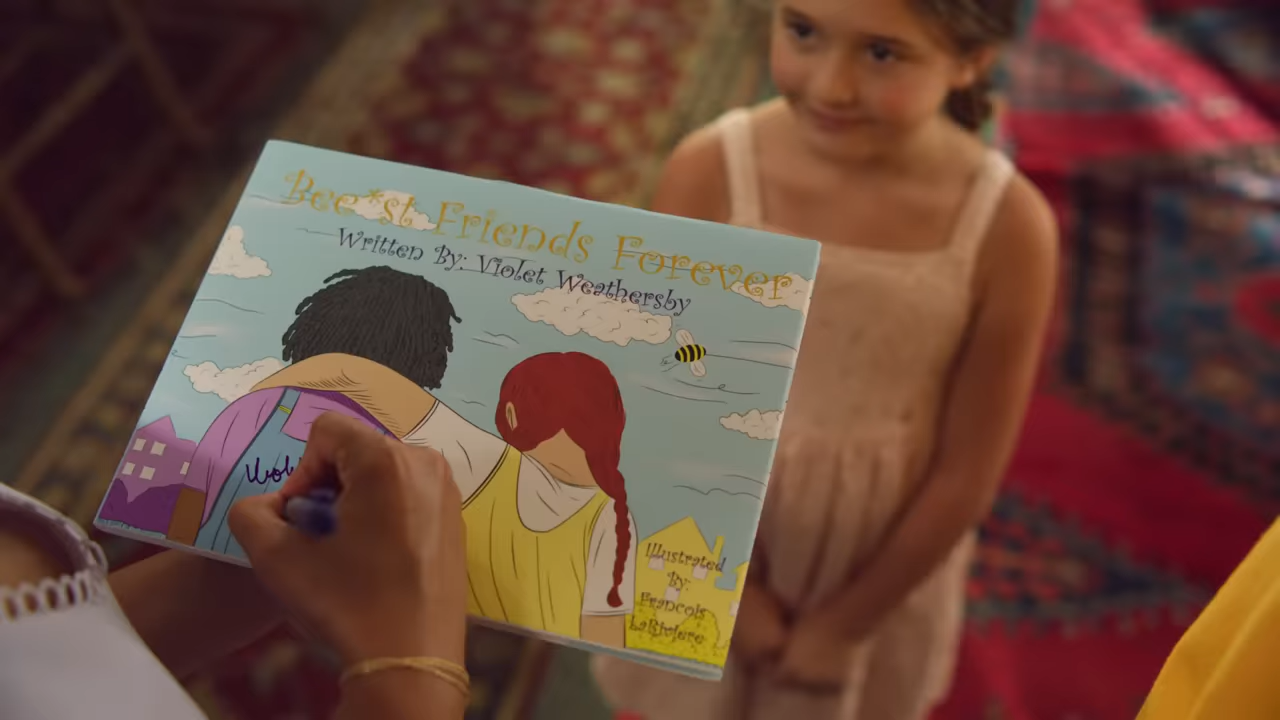 Bee*st Friends Forever
Written By: Violet Weathersby
Illustrated
By:
Francois
LaRiviere